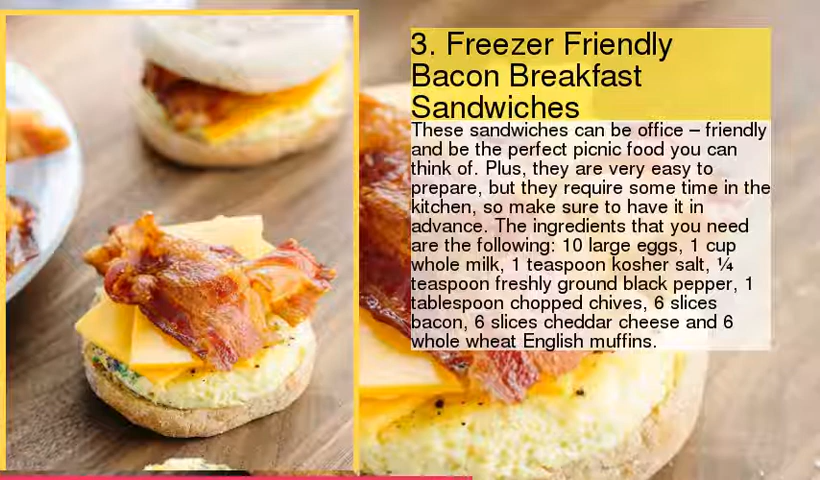 3. Freezer Friendly
Bacon Breakfast
Sandwiches
These sandwiches can be office – friendly
and be the perfect picnic food you can
think of. Plus, they are very easy to
prepare, but they require some time in the
kitchen, so make sure to have it in
advance. The ingredients that you need
are the following: 10 large eggs, 1 cup
whole milk, 1 teaspoon kosher salt, ¼
teaspoon freshly ground black pepper, 1
tablespoon chopped chives, 6 slices
bacon, 6 slices cheddar cheese and 6
whole wheat English muffins.